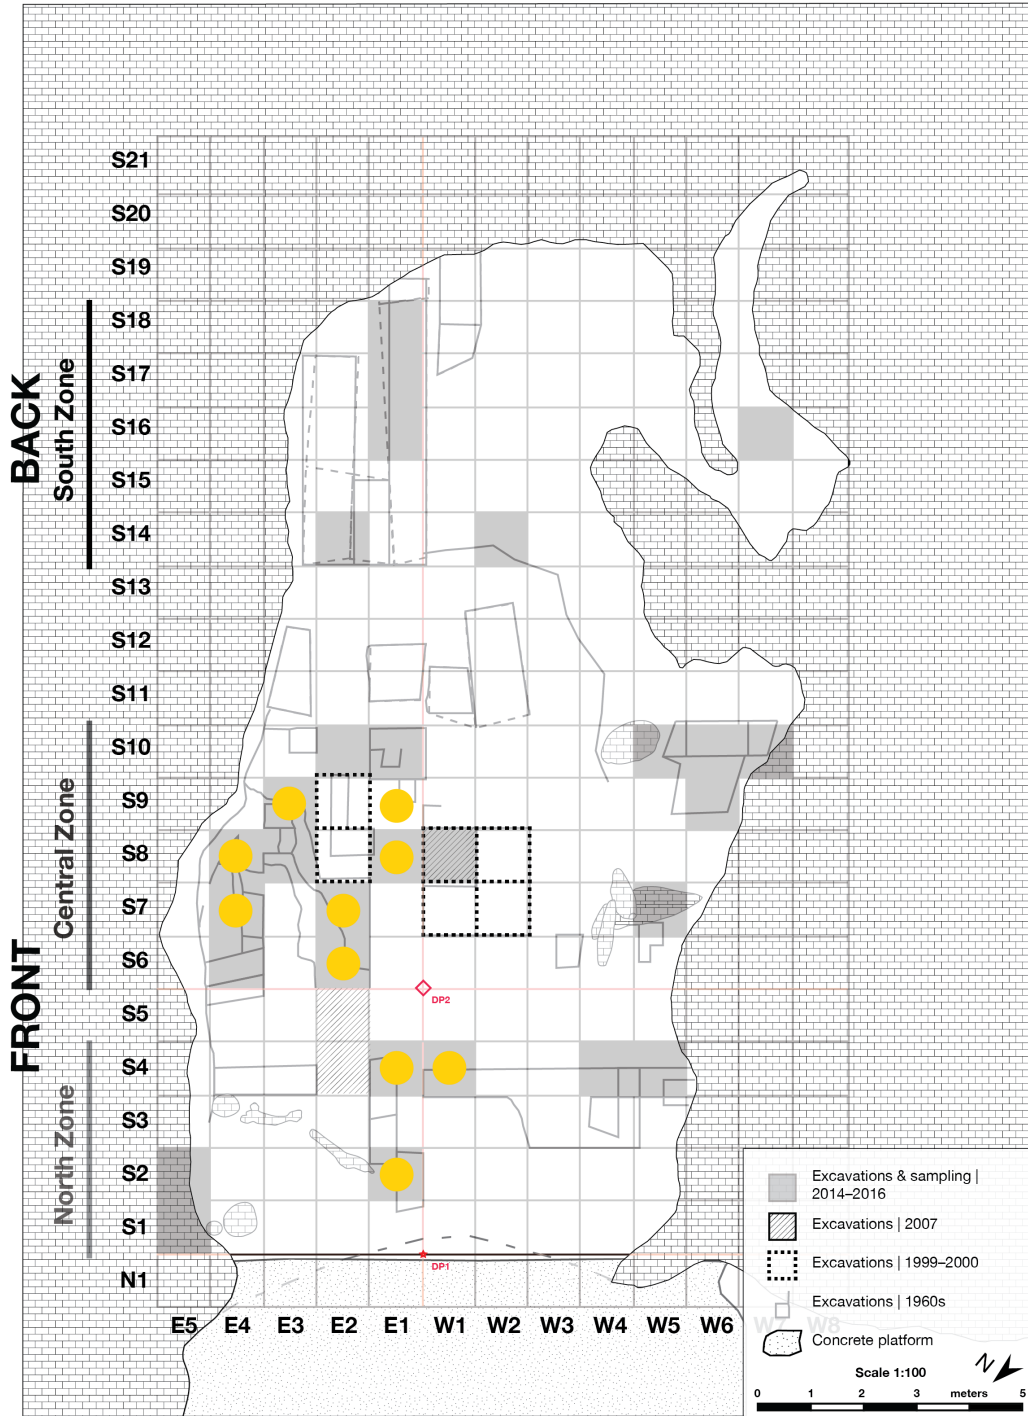 S21
S20
S19
S18
S17
S16
S15
S14
S13
S12
S11
S10
S9
S8
S7
S6
S5
S4
S3
S2
S1
N1
BACK
South Zone
FRONT
Central Zone
North Zone
DP2
DP1
E5 E4 E3 E2 E1 W1 W2 W3 W4 W5 W6 W7 W8
Excavations & sampling |
2014–2016
Excavations | 2007
Excavations | 1999–2000
Excavations | 1960s
Concrete platform
Scale 1:100
N
0 1 2 3 meters 5